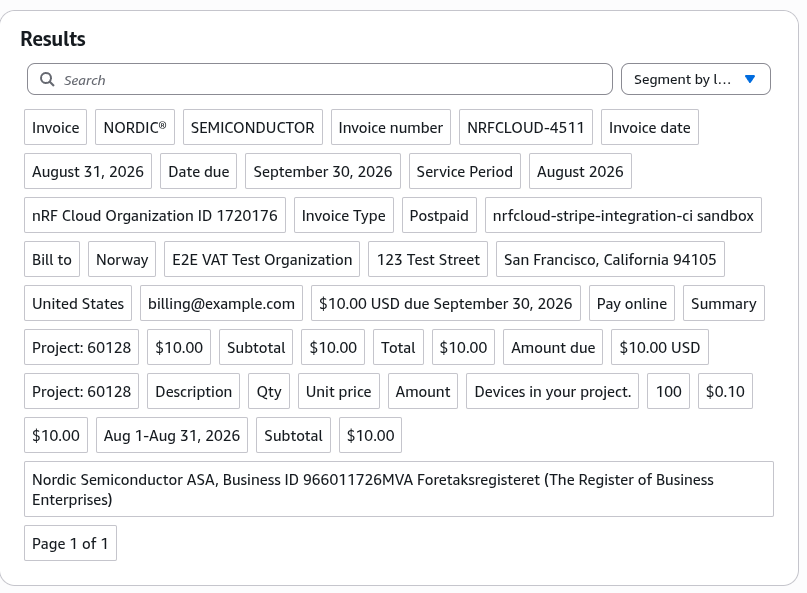 Results
Search
Segment by l...
Invoice NORDIC® SEMICONDUCTOR Invoice number NRFCLOUD-4511 Invoice date
August 31, 2026 Date due September 30, 2026 Service Period August 2026
nRF Cloud Organization ID 1720176 Invoice Type Postpaid nrfcloud-stripe-integration-ci sandbox
Bill to Norway E2E VAT Test Organization 123 Test Street San Francisco, California 94105
United States billing@example.com $10.00 USD due September 30, 2026 Pay online Summary
Project: 60128 $10.00 Subtotal $10.00 Total $10.00 Amount due $10.00 USD
Project: 60128 Description Qty Unit price Amount Devices in your project. 100 $0.10
$10.00 Aug 1-Aug 31, 2026 Subtotal $10.00
Nordic Semiconductor ASA, Business ID 966011726MVA Foretaksregisteret (The Register of Business
Enterprises)
Page 1 of 1